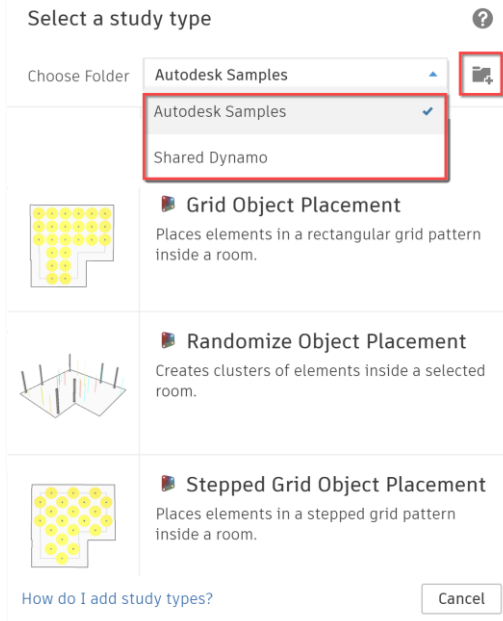 Select a study type
?
Choose Folder
Autodesk Samples
Autodesk Samples
Shared Dynamo
Grid Object Placement
Places elements in a rectangular grid pattern
inside a room.
Randomize Object Placement
Creates clusters of elements inside a selected
room.
Stepped Grid Object Placement
Places elements in a stepped grid pattern
inside a room.
How do I add study types?
Cancel